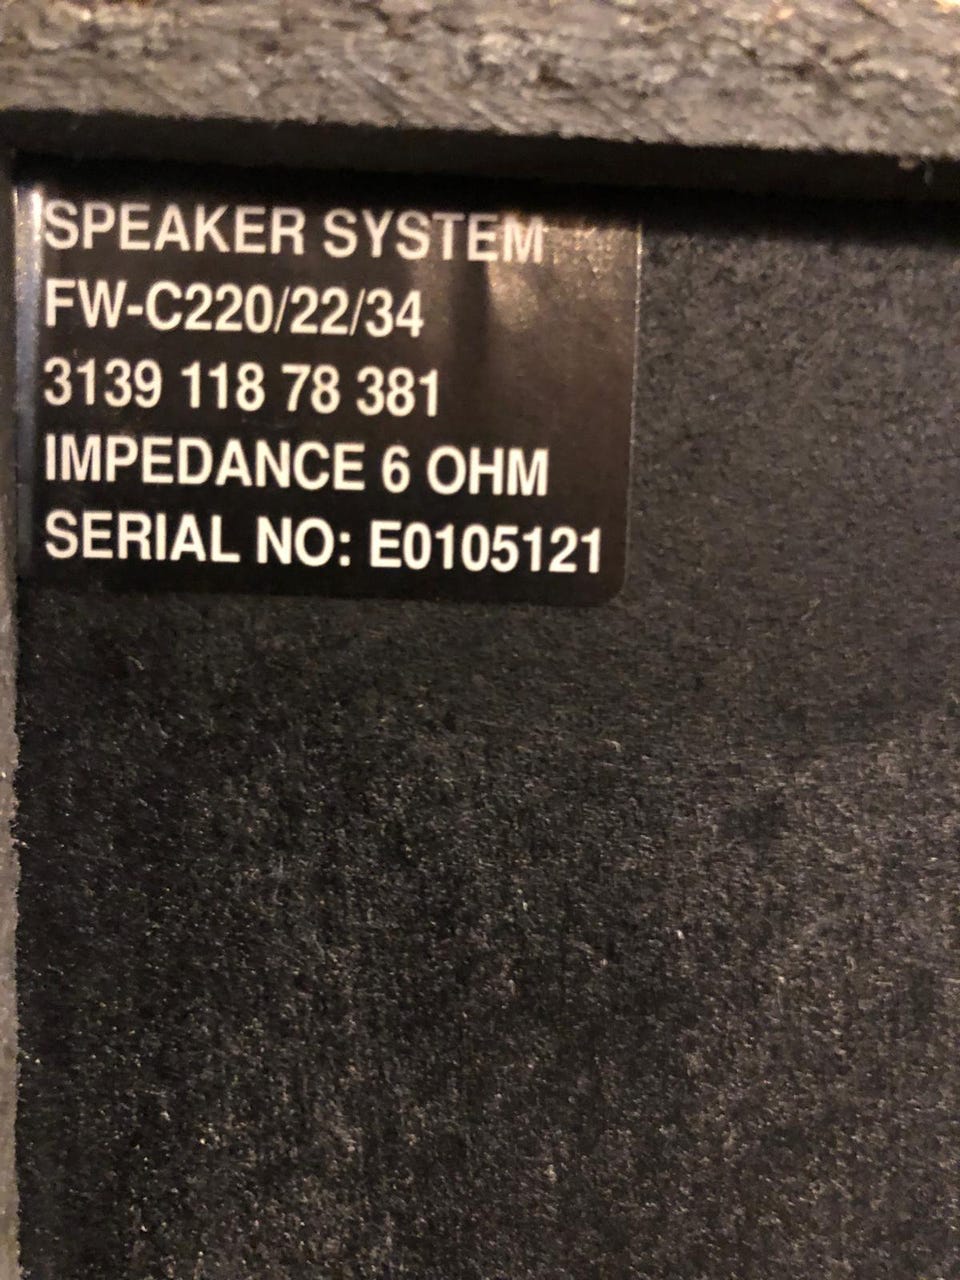 SPEAKER SYSTEM
FW-C220/22/34
3139 118 78 381
IMPEDANCE 6 OHM
SERIAL NO: E0105121